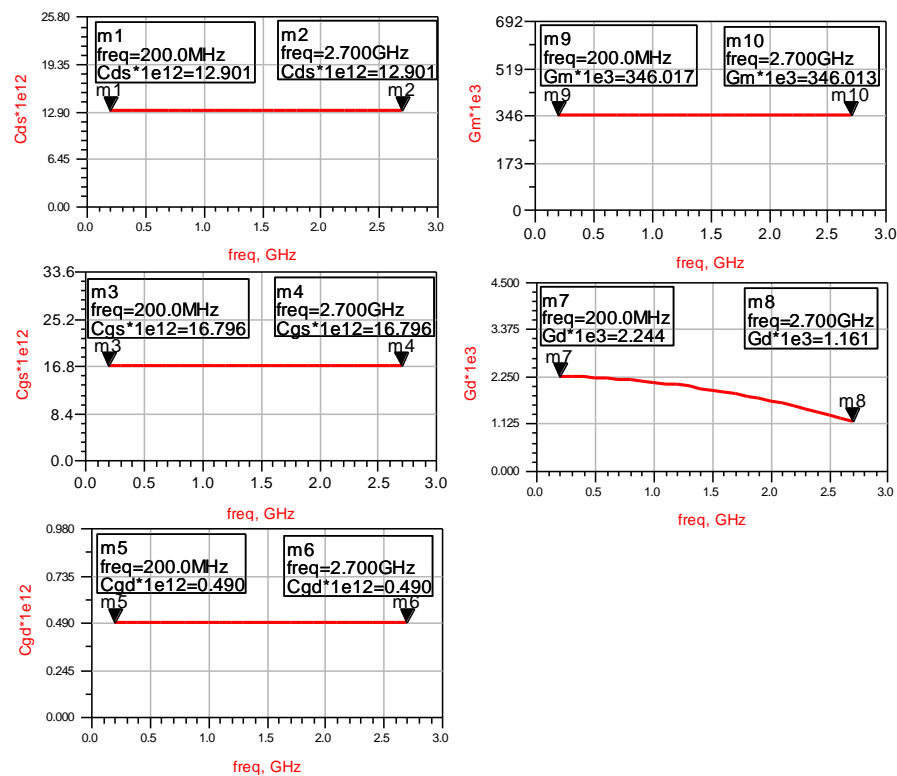 25.80
19.35
12.90
6.45
0.00
Cds*1e12
m1
freq=200.0MHz
Cds*1e12=12.901
m2
freq=2.700GHz
Cds*1e12=12.901
m1
m2
0.0
0.5
1.0
1.5
2.0
2.5
3.0
freq, GHz
692
519
346
173
0
Gm*1e3
m9
freq=200.0MHz
Gm*1e3=346.017
m10
freq=2.700GHz
Gm*1e3=346.013
m9
m10
0.0
0.5
1.0
1.5
2.0
2.5
3.0
freq, GHz
33.6
25.2
16.8
8.4
0.0
Cgs*1e12
m3
freq=200.0MHz
Cgs*1e12=16.796
m4
freq=2.700GHz
Cgs*1e12=16.796
m3
m4
0.0
0.5
1.0
1.5
2.0
2.5
3.0
freq, GHz
4.500
3.375
2.250
1.125
0.000
Gd*1e3
m7
freq=200.0MHz
Gd*1e3=2.244
m8
freq=2.700GHz
Gd*1e3=1.161
m7
m8
0.0
0.5
1.0
1.5
2.0
2.5
3.0
freq, GHz
0.980
0.735
0.490
0.245
0.000
Cgd*1e12
m5
freq=200.0MHz
Cgd*1e12=0.490
m6
freq=2.700GHz
Cgd*1e12=0.490
m5
m6
0.0
0.5
1.0
1.5
2.0
2.5
3.0
freq, GHz